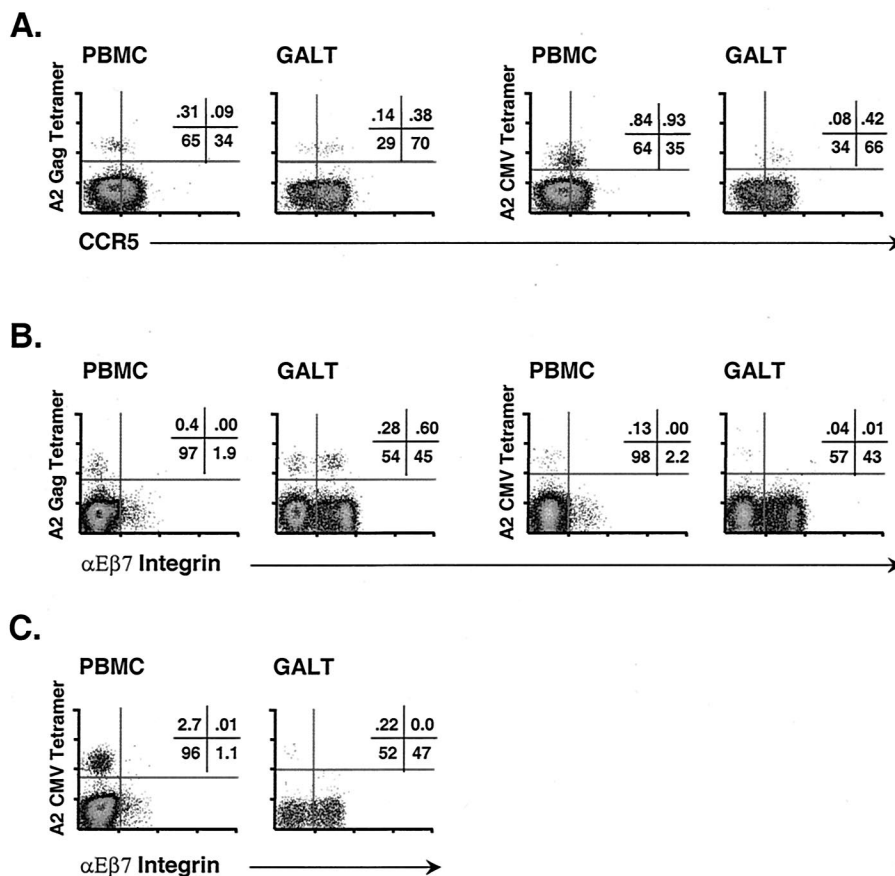 A.
PBMC GALT PBMC GALT
A2 Gag Tetramer
.31 .09
65 34
.14 .38
29 70
A2 CMV Tetramer
.84 .93
64 35
.08 .42
34 66
CCR5
B.
PBMC GALT PBMC GALT
A2 Gag Tetramer
0.4 .00
97 1.9
.28 .60
54 45
A2 CMV Tetramer
.13 .00
98 2.2
.04 .01
57 43
αEβ7 Integrin
C.
PBMC GALT
A2 CMV Tetramer
2.7 .01
96 1.1
.22 0.0
52 47
αEβ7 Integrin